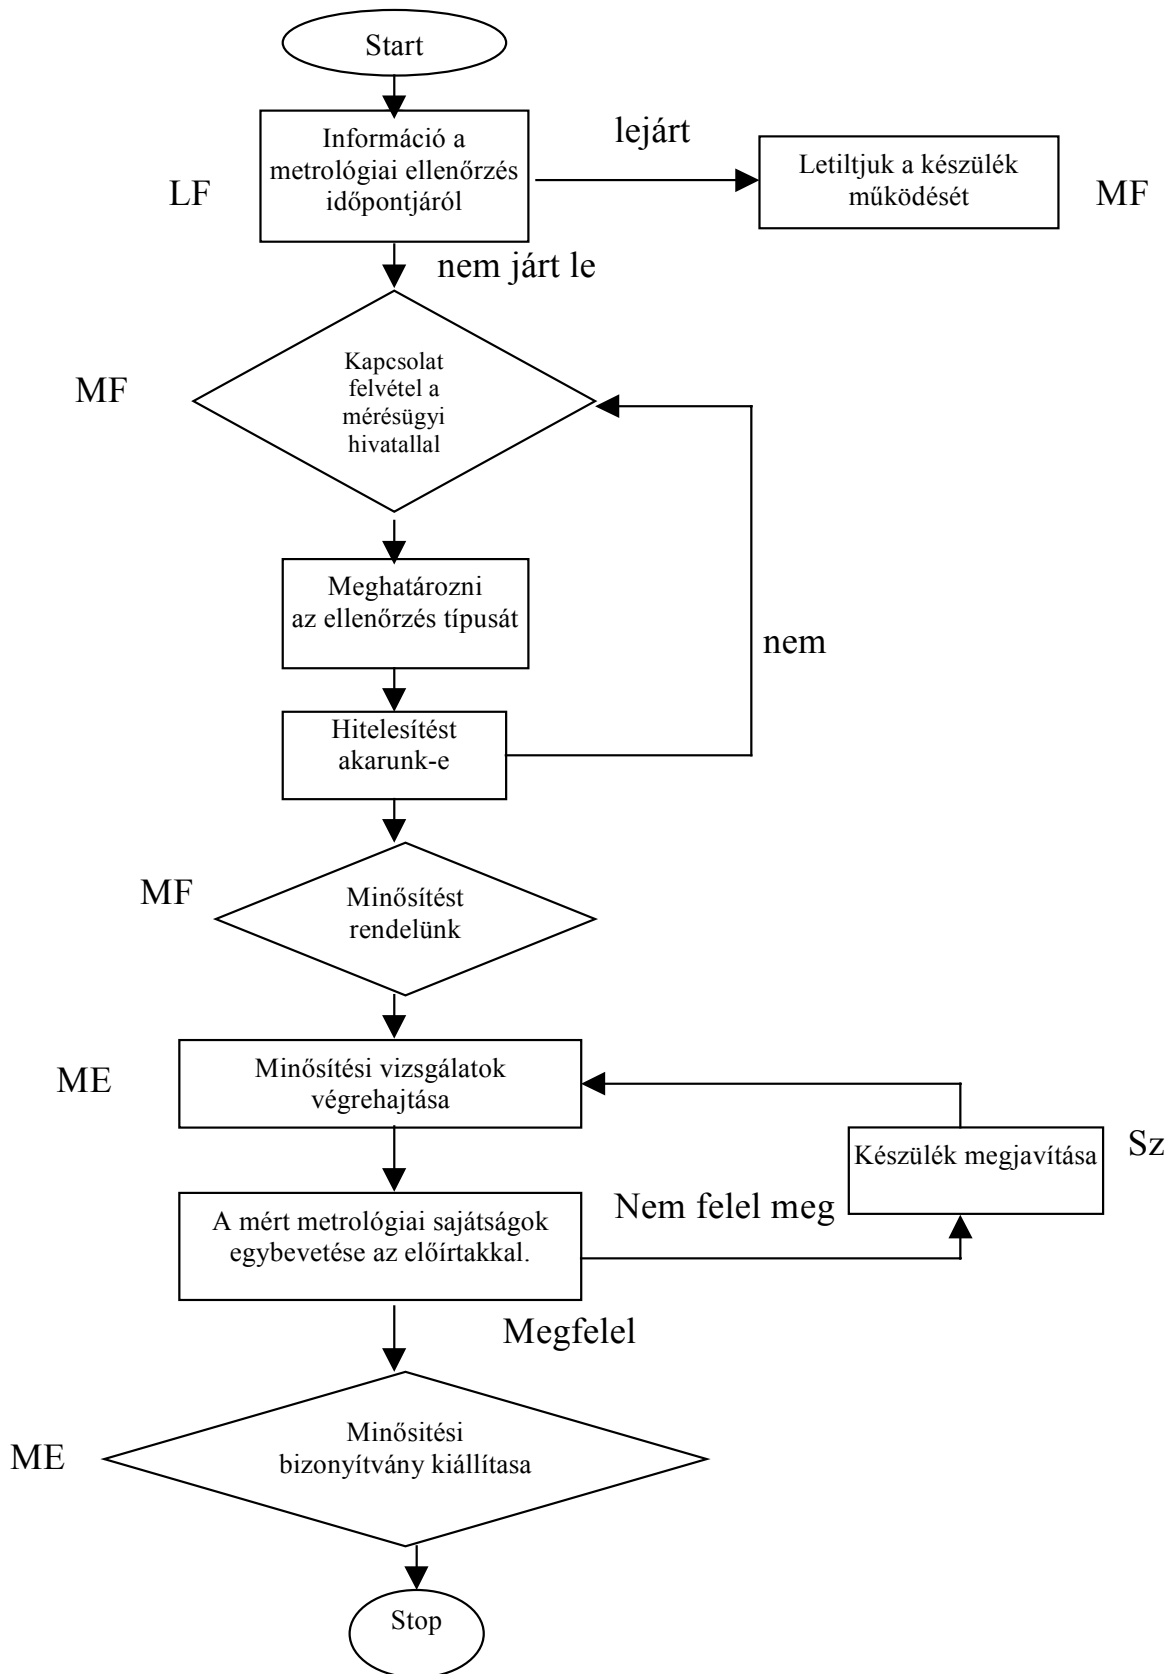 Start
Információ a
metrológiai ellenőrzés
időpontjáról
LF
lejárt
Letiltjuk a készülék
működését
MF
nem járt le
Kapcsolat
felvétel a
mérésügyi
hivatallal
MF
Meghatározni
az ellenőrzés típusát
nem
Hitelesítést
akarunk-e
MF
Minősítést
rendelünk
ME
Minősítési vizsgálatok
végrehajtása
Készülék megjavítása
Sz
A mért metrológiai sajátságok
egybevetése az előírtakkal.
Nem felel meg
Megfelel
Minősitési
bizonyítvány kiállítasa
ME
Stop